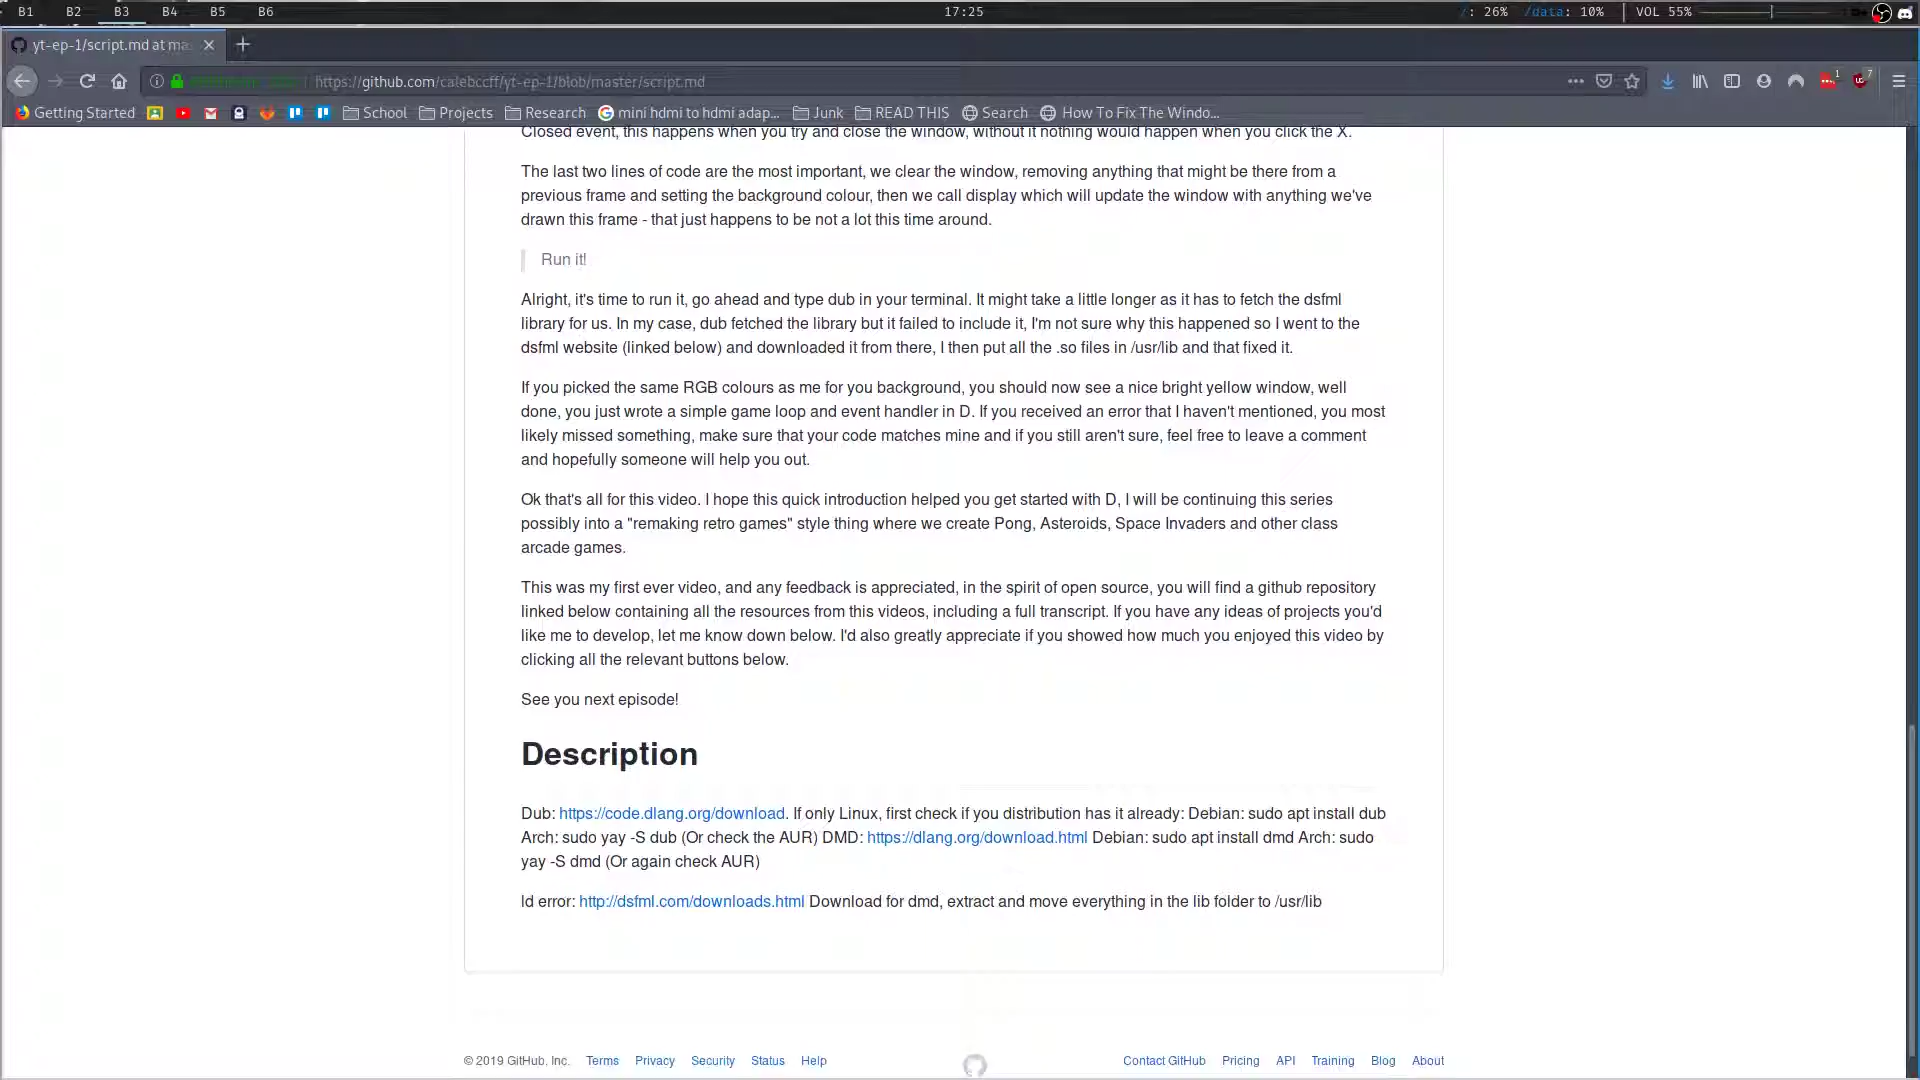 B1 B2 B3 B4 B5 B6 17:25 /: 26% /data: 10% VOL 55%
yt-ep-1/script.md at ma
https://github.com/calebccff/yt-ep-1/blob/master/script.md 1 7
Getting Started School Projects Research mini hdmi to hdmi adap... Junk READ THIS Search How To Fix The Windo...
Closed event, this happens when you try and close the window, without it nothing would happen when you click the X.
The last two lines of code are the most important, we clear the window, removing anything that might be there from a
previous frame and setting the background colour, then we call display which will update the window with anything we've
drawn this frame - that just happens to be not a lot this time around.
Run it!
Alright, it's time to run it, go ahead and type dub in your terminal. It might take a little longer as it has to fetch the dsfml
library for us. In my case, dub fetched the library but it failed to include it, I'm not sure why this happened so I went to the
dsfml website (linked below) and downloaded it from there, I then put all the .so files in /usr/lib and that fixed it.
If you picked the same RGB colours as me for you background, you should now see a nice bright yellow window, well
done, you just wrote a simple game loop and event handler in D. If you received an error that I haven't mentioned, you most
likely missed something, make sure that your code matches mine and if you still aren't sure, feel free to leave a comment
and hopefully someone will help you out.
Ok that's all for this video. I hope this quick introduction helped you get started with D, I will be continuing this series
possibly into a "remaking retro games" style thing where we create Pong, Asteroids, Space Invaders and other class
arcade games.
This was my first ever video, and any feedback is appreciated, in the spirit of open source, you will find a github repository
linked below containing all the resources from this videos, including a full transcript. If you have any ideas of projects you'd
like me to develop, let me know down below. I'd also greatly appreciate if you showed how much you enjoyed this video by
clicking all the relevant buttons below.
See you next episode!
Description
Dub: https://code.dlang.org/download. If only Linux, first check if you distribution has it already: Debian: sudo apt install dub
Arch: sudo yay -S dub (Or check the AUR) DMD: https://dlang.org/download.html Debian: sudo apt install dmd Arch: sudo
yay -S dmd (Or again check AUR)
ld error: http://dsfml.com/downloads.html Download for dmd, extract and move everything in the lib folder to /usr/lib
© 2019 GitHub, Inc. Terms Privacy Security Status Help Contact GitHub Pricing API Training Blog About